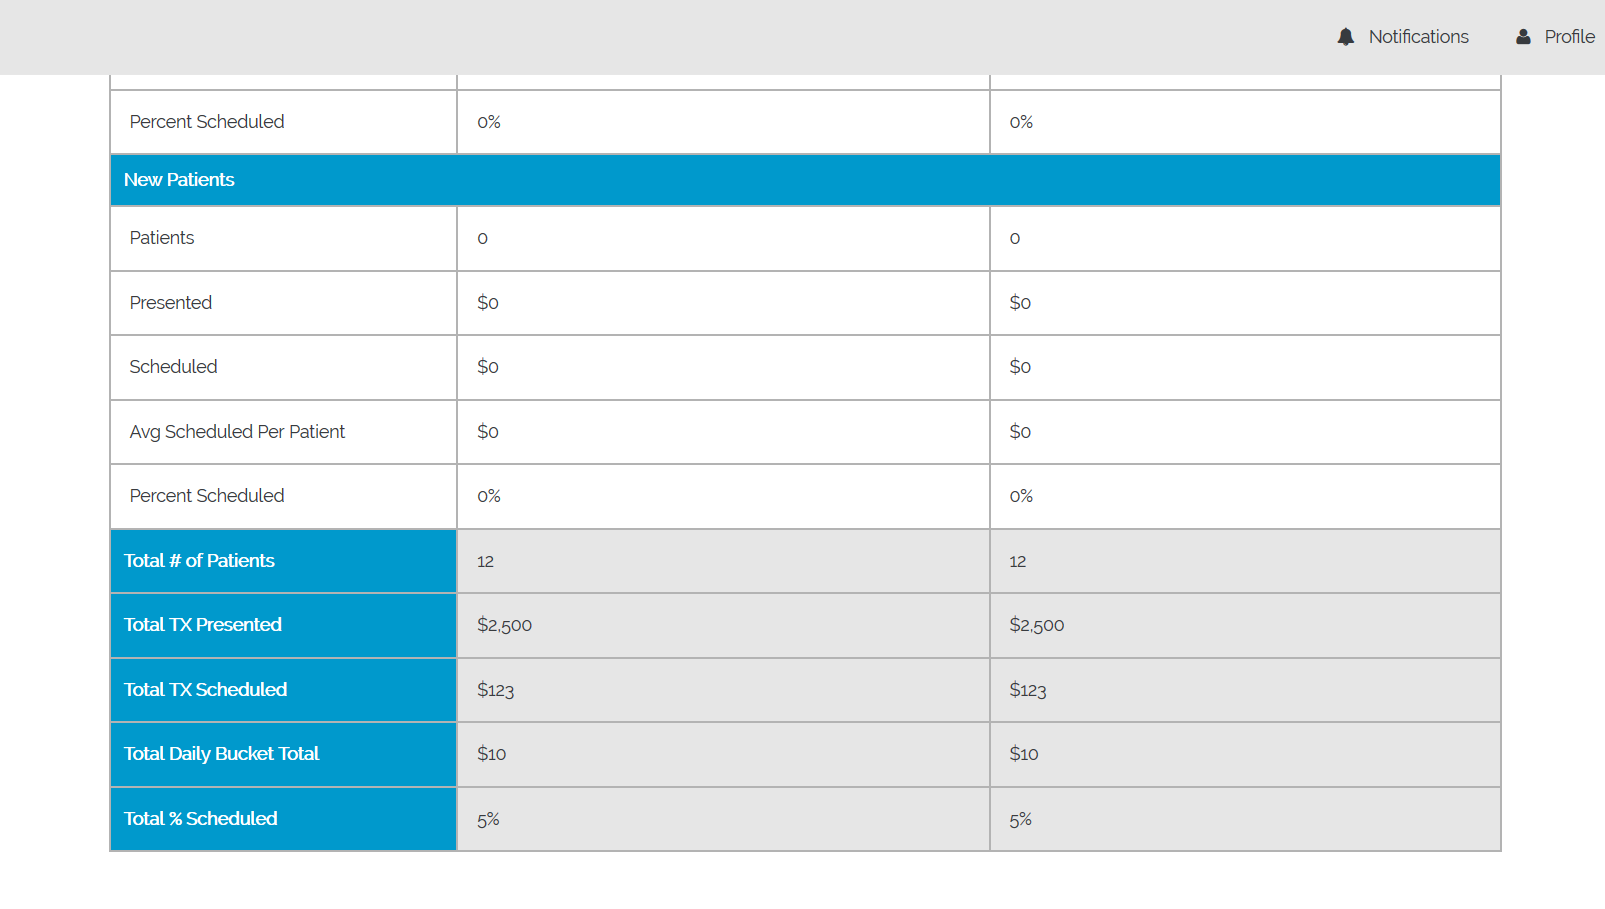 Notifications Profile
Percent Scheduled 0% 0%
New Patients
Patients 0 0
Presented $0 $0
Scheduled $0 $0
Avg Scheduled Per Patient $0 $0
Percent Scheduled 0% 0%
Total # of Patients 12 12
Total TX Presented $2,500 $2,500
Total TX Scheduled $123 $123
Total Daily Bucket Total $10 $10
Total % Scheduled 5% 5%